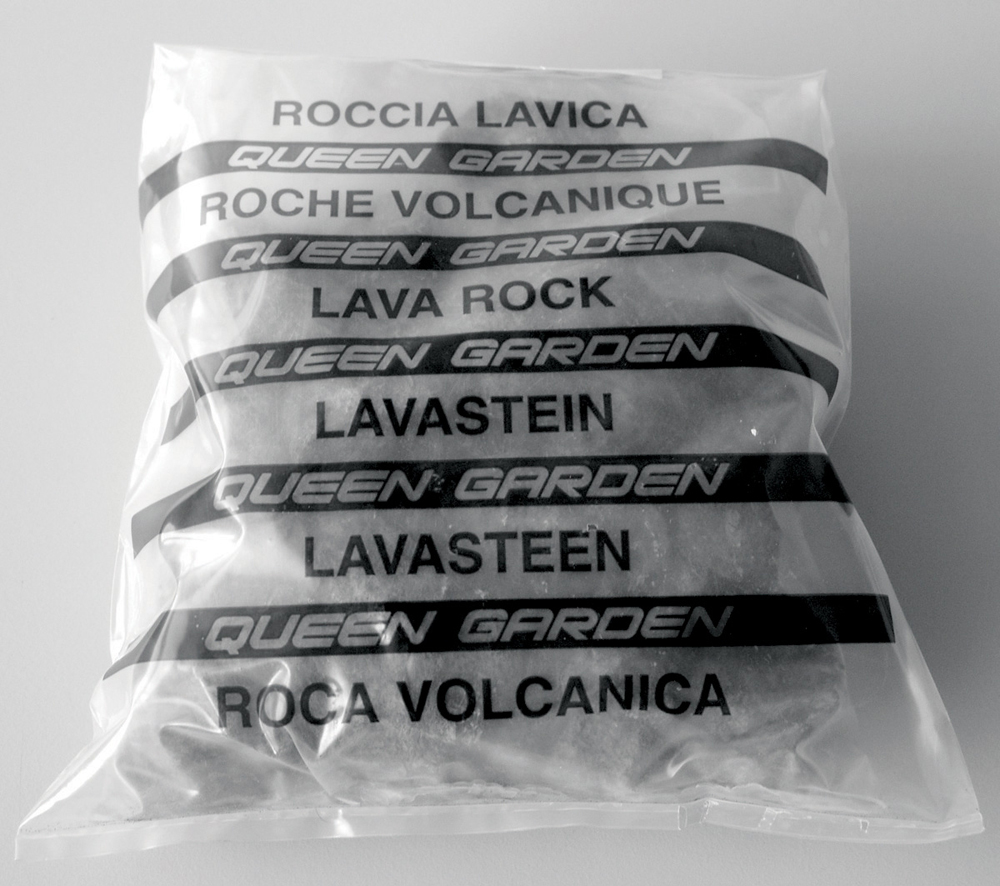 ROCCIA LAVICA
QUEEN GARDEN
ROCHE VOLCANIQUE
QUEEN GARDEN
LAVA ROCK
QUEEN GARDEN
LAVASTEIN
QUEEN GARDEN
LAVASTEEN
QUEEN GARDEN
ROCA VOLCANICA